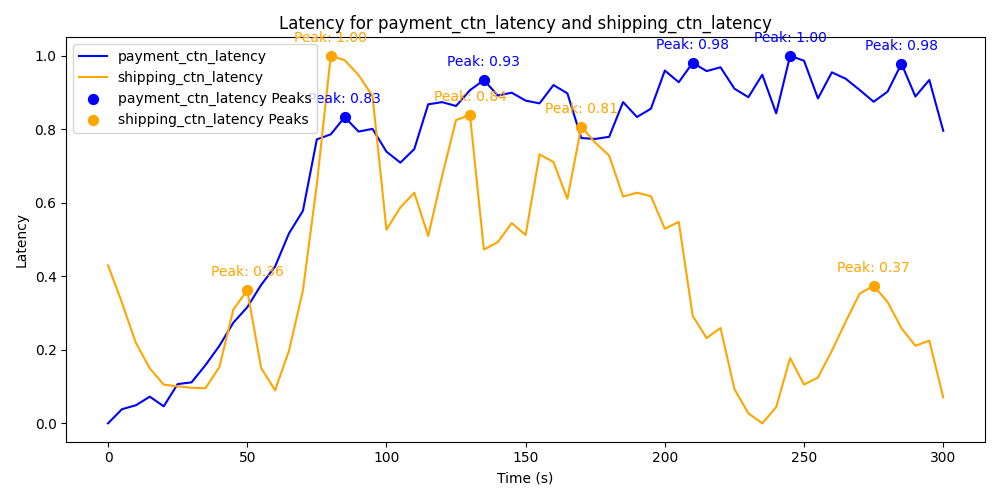 Latency for payment_ctn_latency and shipping_ctn_latency
payment_ctn_latency
shipping_ctn_latency
payment_ctn_latency Peaks
shipping_ctn_latency Peaks
Peak: 0.36
Peak: 1.00
Peak: 0.83
Peak: 0.84
Peak: 0.93
Peak: 0.81
Peak: 0.98
Peak: 1.00
Peak: 0.37
Peak: 0.98
Latency
1.0
0.8
0.6
0.4
0.2
0.0
0 50 100 150 200 250 300
Time (s)